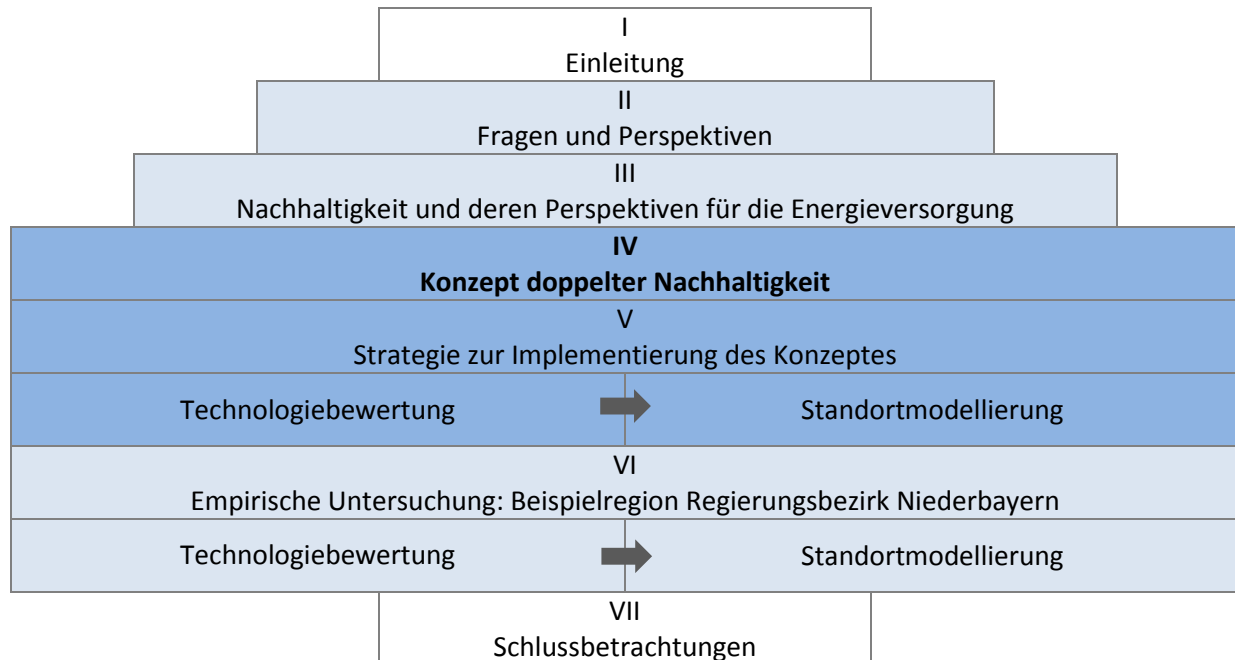 I
Einleitung
II
Fragen und Perspektiven
III
Nachhaltigkeit und deren Perspektiven für die Energieversorgung
IV
Konzept doppelter Nachhaltigkeit
V
Strategie zur Implementierung des Konzeptes
Technologiebewertung Standortmodellierung
VI
Empirische Untersuchung: Beispielregion Regierungsbezirk Niederbayern
Technologiebewertung Standortmodellierung
VII
Schlussbetrachtungen